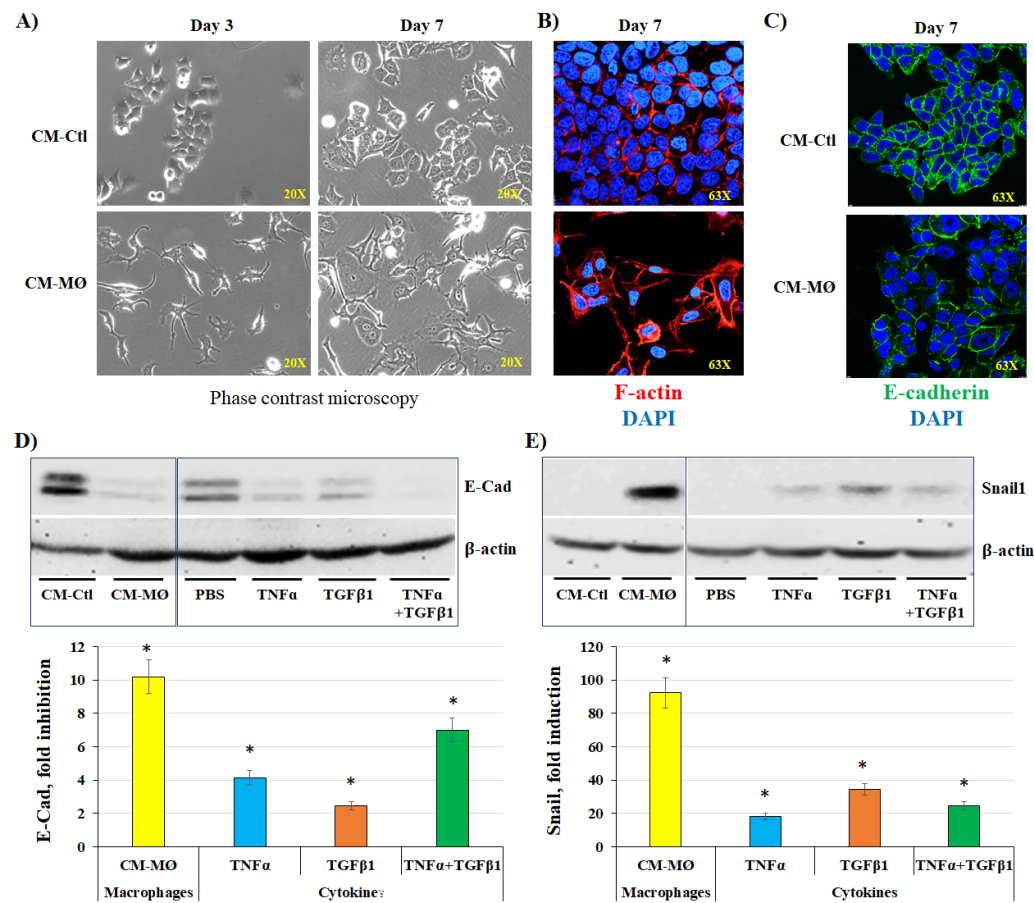 A)
Day 3
Day 7
B)
Day 7
C)
Day 7
CM-Ctl
20X
20X
63X
CM-Ctl
63X
CM-MØ
20X
20X
63X
CM-MØ
63X
Phase contrast microscopy
F-actin
DAPI
E-cadherin
DAPI
D)
E-Cad
β-actin
CM-Ctl CM-MØ PBS TNFα TGFβ1 TNFα
+TGFβ1
E-Cad, fold inhibition
12
10
8
6
4
2
0
* * * *
CM-MØ TNFα TGFβ1 TNFα+TGFβ1
Macrophages Cytokines
E)
Snail1
β-actin
CM-Ctl CM-MØ PBS TNFα TGFβ1 TNFα
+TGFβ1
Snail, fold induction
120
100
80
60
40
20
0
* * * *
CM-MØ TNFα TGFβ1 TNFα+TGFβ1
Macrophages Cytokines